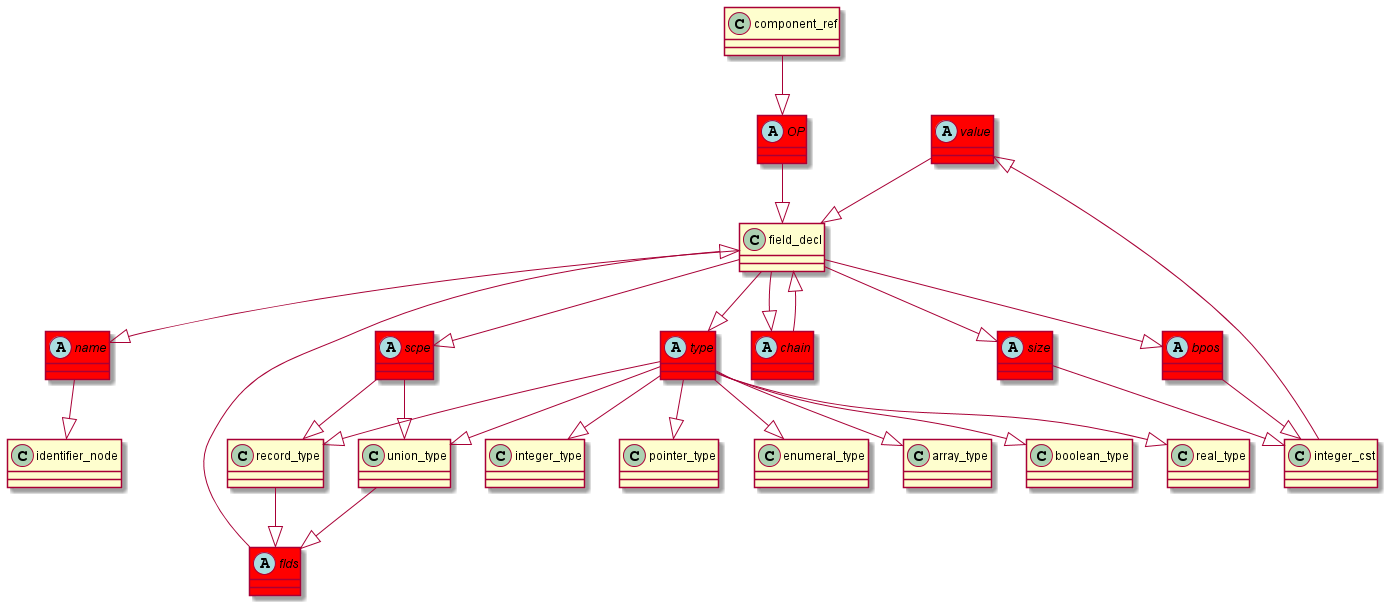 C component_ref
A OP
A value
C field_decl
A name
A scpe
A type
A chain
A size
A bpos
C identifier_node
C record_type
C union_type
C integer_type
C pointer_type
C enumeral_type
C array_type
C boolean_type
C real_type
C integer_cst
A flds